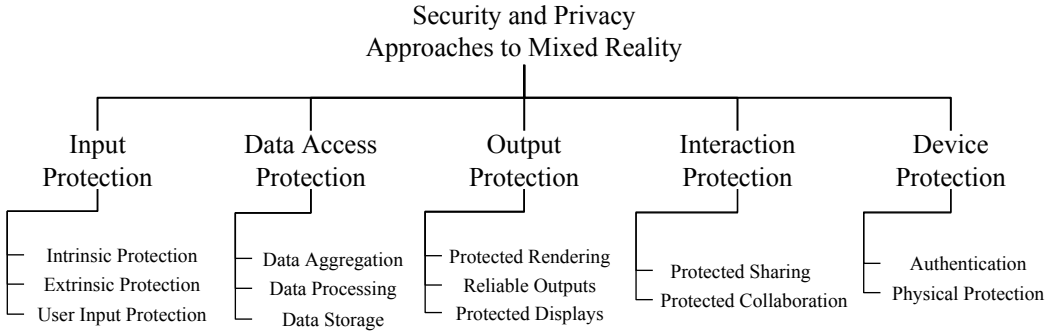 Security and Privacy
Approaches to Mixed Reality
Input
Protection
Data Access
Protection
Output
Protection
Interaction
Protection
Device
Protection
Intrinsic Protection
Extrinsic Protection
User Input Protection
Data Aggregation
Data Processing
Data Storage
Protected Rendering
Reliable Outputs
Protected Displays
Protected Sharing
Protected Collaboration
Authentication
Physical Protection